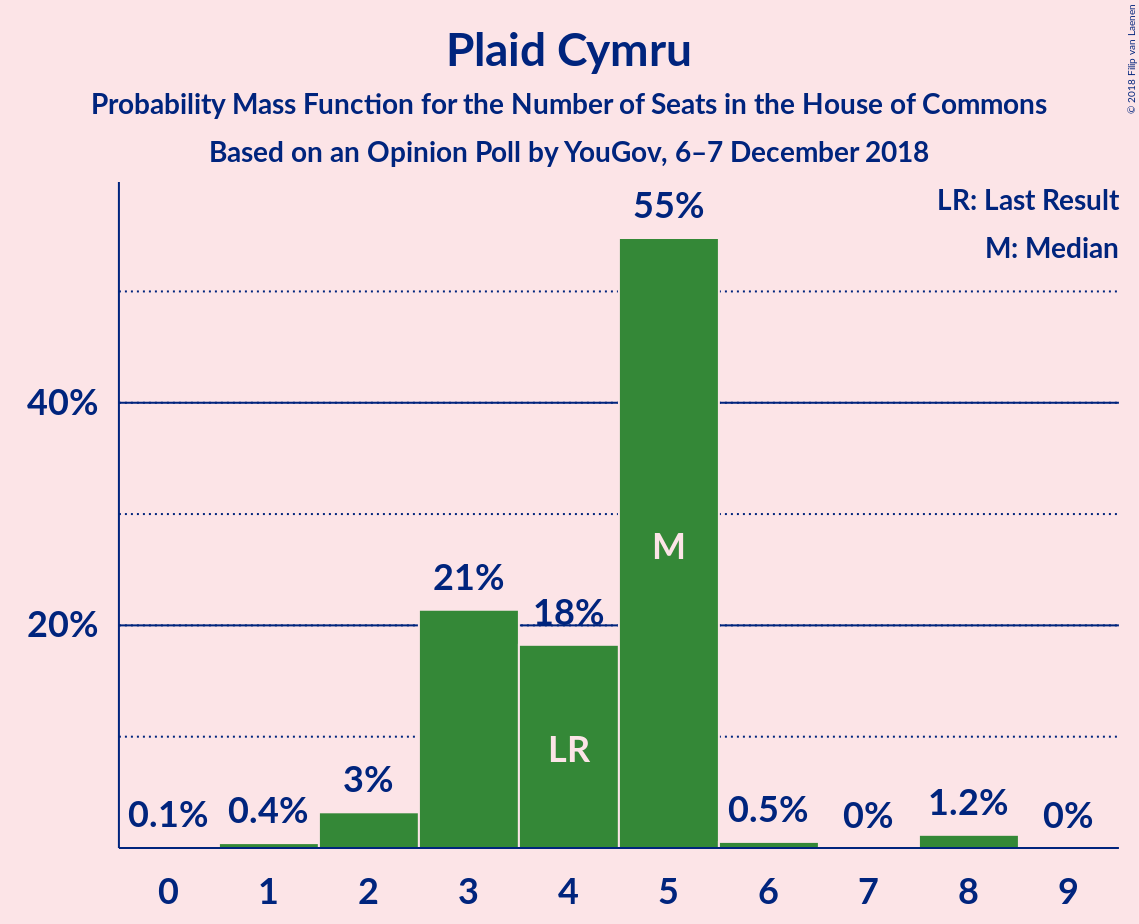 Plaid Cymru
Probability Mass Function for the Number of Seats in the House of Commons
Based on an Opinion Poll by YouGov, 6–7 December 2018
© 2018 Filip van Laenen
LR: Last Result
M: Median
55%
40%
M
21%
18%
20%
LR
0.1%
0.4%
3%
0.5%
0%
1.2%
0%
0 1 2 3 4 5 6 7 8 9